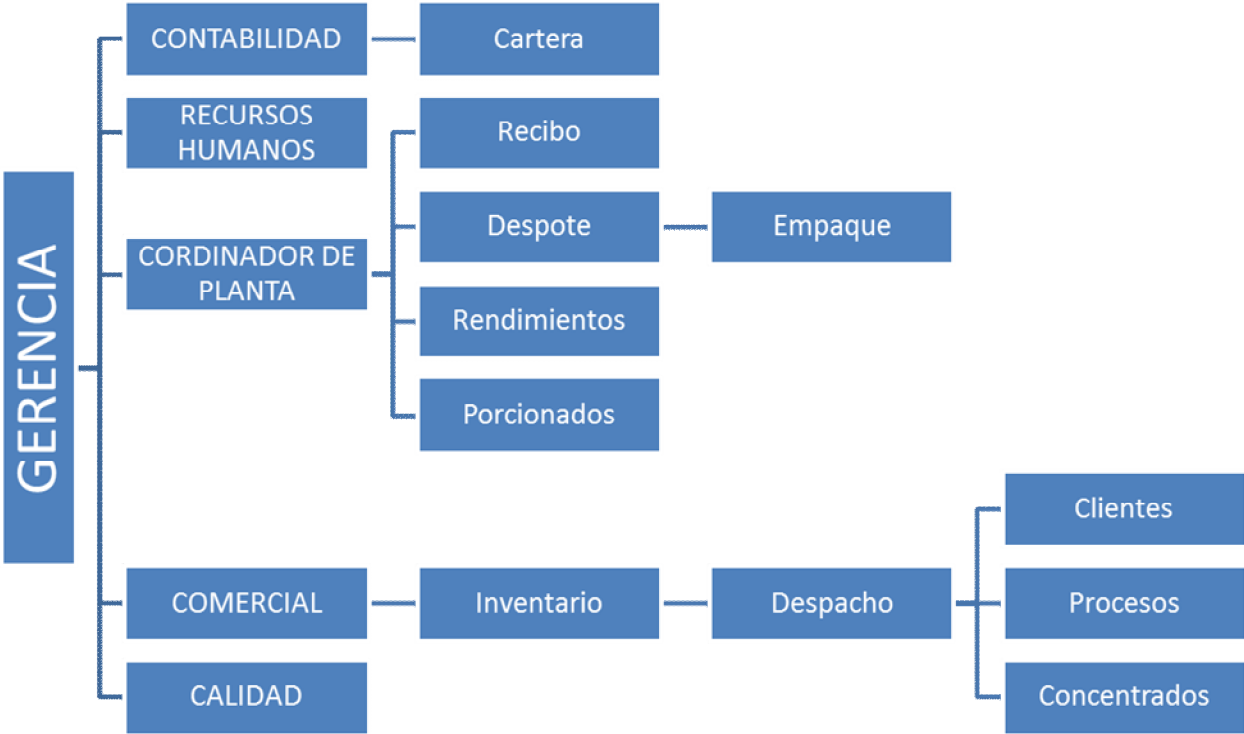 GERENCIA
CONTABILIDAD
Cartera
RECURSOS
HUMANOS
CORDINADOR DE
PLANTA
Recibo
Despote
Empaque
Rendimientos
Porcionados
COMERCIAL
Inventario
Despacho
Clientes
Procesos
Concentrados
CALIDAD